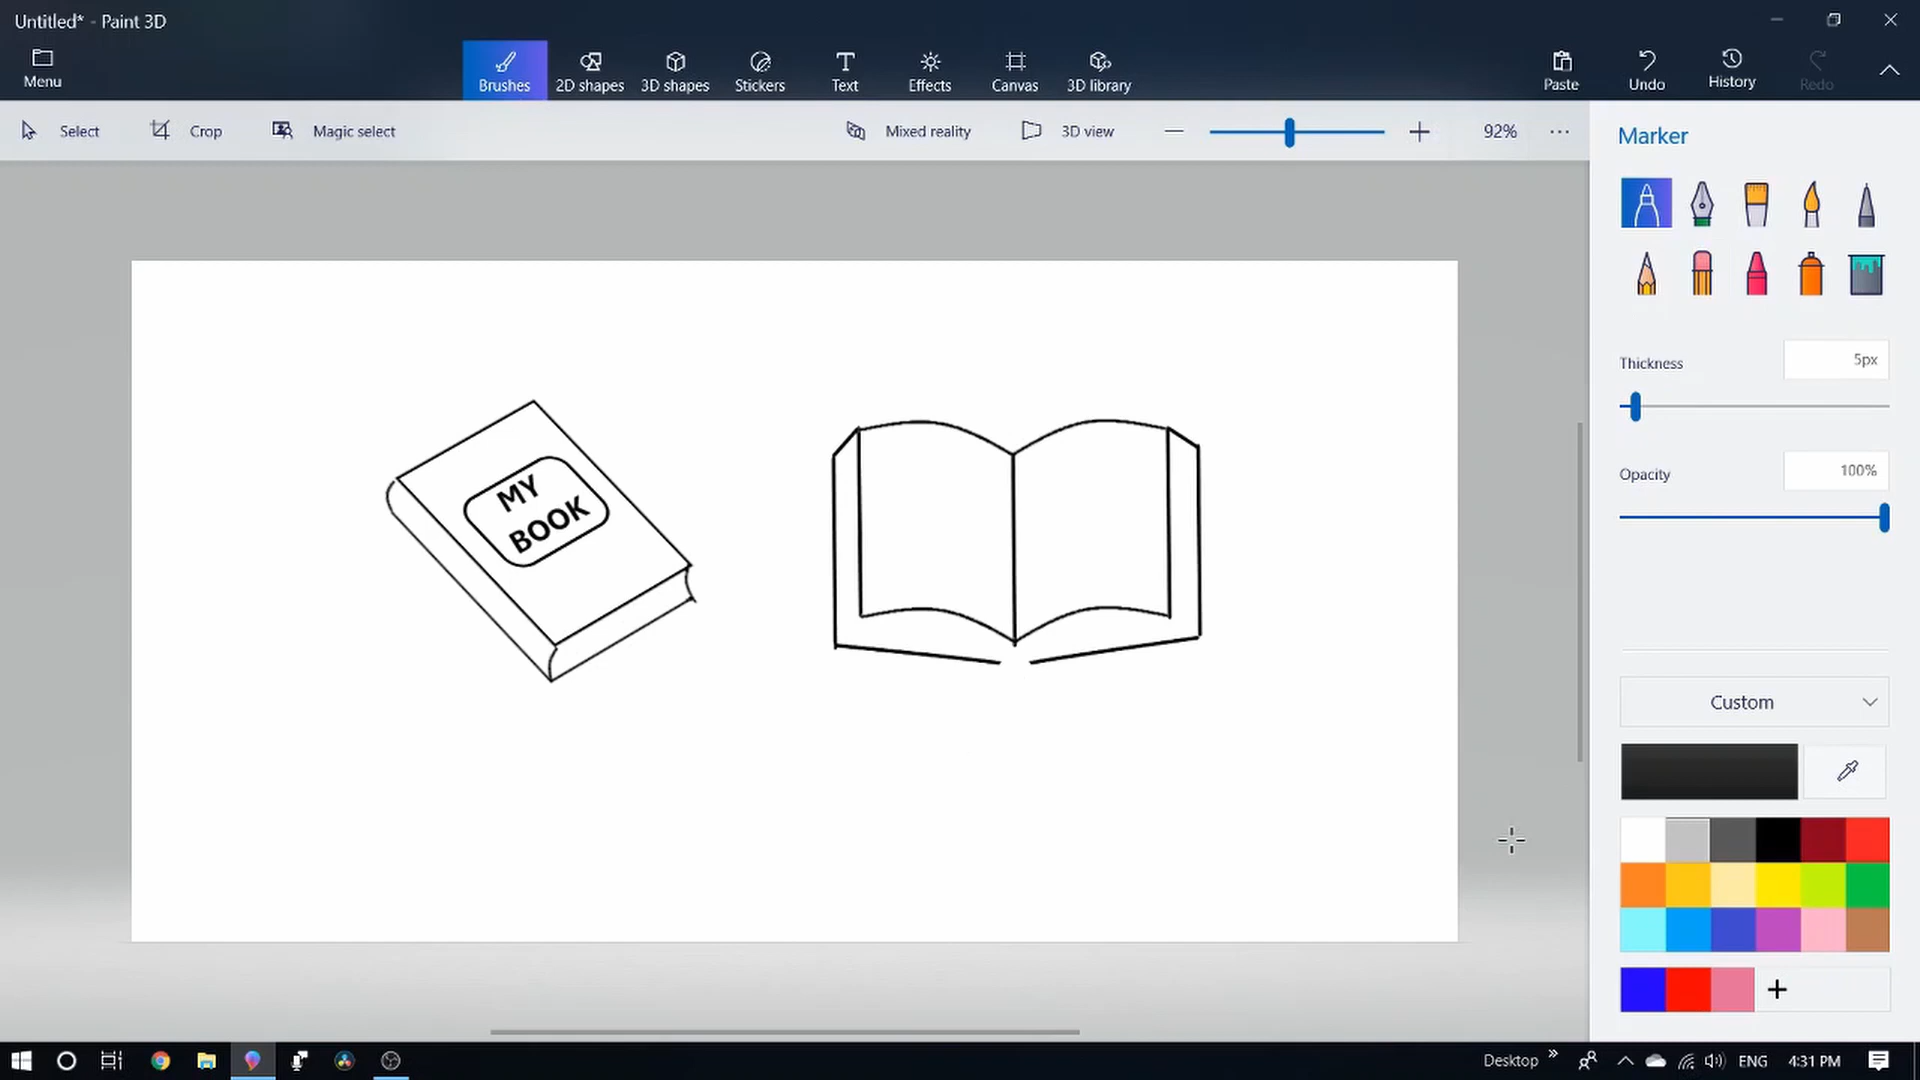 Untitled* - Paint 3D
Menu
Brushes
2D shapes
3D shapes
Stickers
Text
Effects
Canvas
3D library
Paste
Undo
History
Redo
Select
Crop
Magic select
Mixed reality
3D view
92%
Marker
Thickness
5px
Opacity
100%
Custom
MY
BOOK
Desktop
ENG
4:31 PM